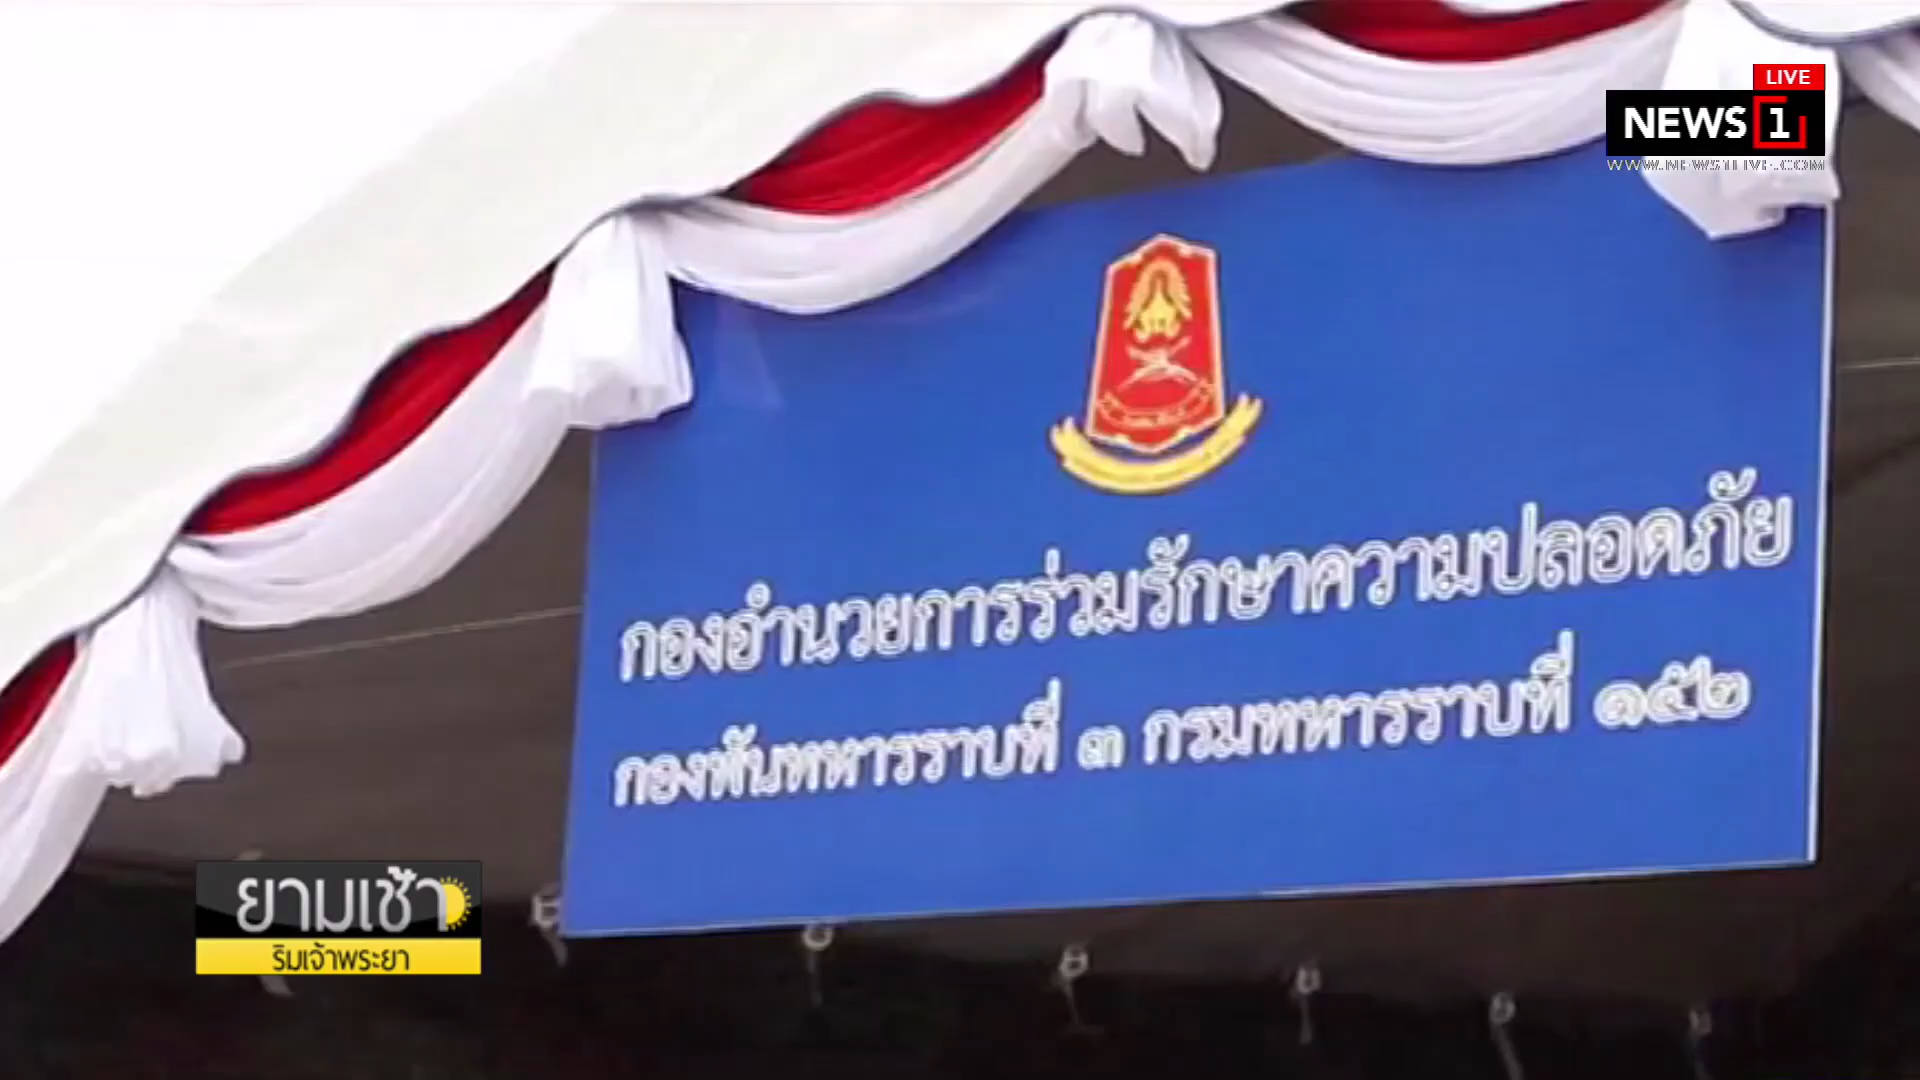 LIVE
NEWS 1
WWW.NEWS1LIVE.COM
กองอำนวยการร่วมรักษาความปลอดภัย
กองพันทหารราบที่ ๓ กรมทหารราบที่ ๑๕๒
ยามเช้า
ริมเจ้าพระยา